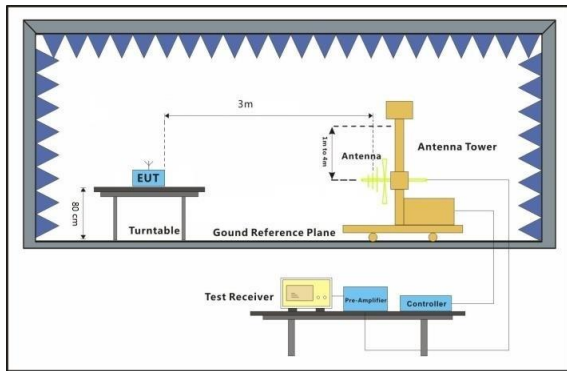 3m
1m to 4m
Antenna
Antenna Tower
EUT
80 cm
Turntable
Gound Reference Plane
Test Receiver
Pre-Amplifier
Controller